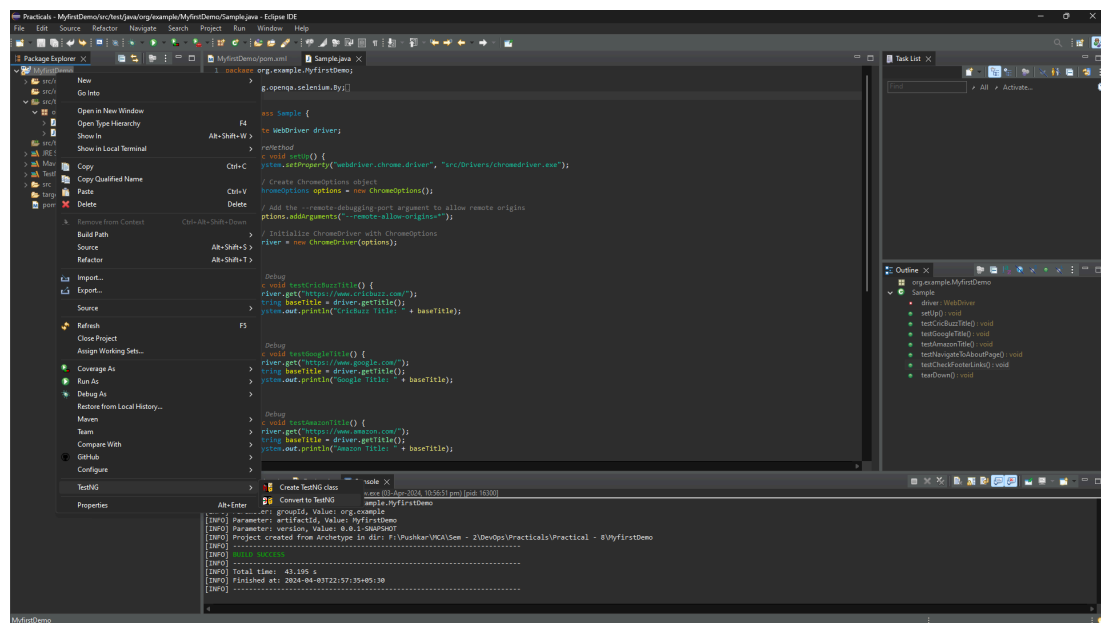 Practicals - MyfirstDemo/src/test/java/org/example/MyfirstDemo/Sample.java - Eclipse IDE
File Edit Source Refactor Navigate Search Project Run Window Help
Package Explorer
MyfirstDemo
src/
src/
src/t
src/t
JRE S
Mav
TestN
src
targ
pom
New
Go Into
Open in New Window
Open Type Hierarchy F4
Show In Alt+Shift+W
Show in Local Terminal
Copy Ctrl+C
Copy Qualified Name
Paste Ctrl+V
Delete Delete
Remove from Context Ctrl+Alt+Shift+Down
Build Path
Source Alt+Shift+S
Refactor Alt+Shift+T
Import...
Export...
Source
Refresh F5
Close Project
Assign Working Sets...
Coverage As
Run As
Debug As
Restore from Local History...
Maven
Team
Compare With
GitHub
Configure
TestNG
Properties Alt+Enter
Create TestNG class
Convert to TestNG
MyfirstDemo/pom.xml Sample.java
1 package org.example.MyfirstDemo;
g.openqa.selenium.By;
ass Sample {
te WebDriver driver;
reMethod
c void setUp() {
ystem.setProperty("webdriver.chrome.driver", "src/Drivers/chromedriver.exe");
/ Create ChromeOptions object
hromeOptions options = new ChromeOptions();
/ Add the --remote-debugging-port argument to allow remote origins
ptions.addArguments("--remote-allow-origins=*");
/ Initialize ChromeDriver with ChromeOptions
river = new ChromeDriver(options);
Debug
c void testCricBuzzTitle() {
river.get("https://www.cricbuzz.com/");
tring baseTitle = driver.getTitle();
ystem.out.println("CricBuzz Title: " + baseTitle);
Debug
c void testGoogleTitle() {
river.get("https://www.google.com/");
tring baseTitle = driver.getTitle();
ystem.out.println("Google Title: " + baseTitle);
Debug
c void testAmazonTitle() {
river.get("https://www.amazon.com/");
tring baseTitle = driver.getTitle();
ystem.out.println("Amazon Title: " + baseTitle);
Task List
Find All Activate...
Outline
org.example.MyfirstDemo
Sample
driver : WebDriver
setUp() : void
testCricBuzzTitle() : void
testGoogleTitle() : void
testAmazonTitle() : void
testNavigateToAboutPage() : void
testCheckFooterLinks() : void
tearDown() : void
nsole
w.exe (03-Apr-2024, 10:56:51 pm) [pid: 16300]
ample.MyfirstDemo
[INFO] Parameter: groupId, Value: org.example
[INFO] Parameter: artifactId, Value: MyfirstDemo
[INFO] Parameter: version, Value: 0.0.1-SNAPSHOT
[INFO] Project created from Archetype in dir: F:\Pushkar\MCA\Sem - 2\DevOps\Practicals\Practical - 8\MyfirstDemo
[INFO] ------------------------------------------------------------------------
[INFO] BUILD SUCCESS
[INFO] ------------------------------------------------------------------------
[INFO] Total time: 43.195 s
[INFO] Finished at: 2024-04-03T22:57:35+05:30
[INFO] ------------------------------------------------------------------------
MyfirstDemo